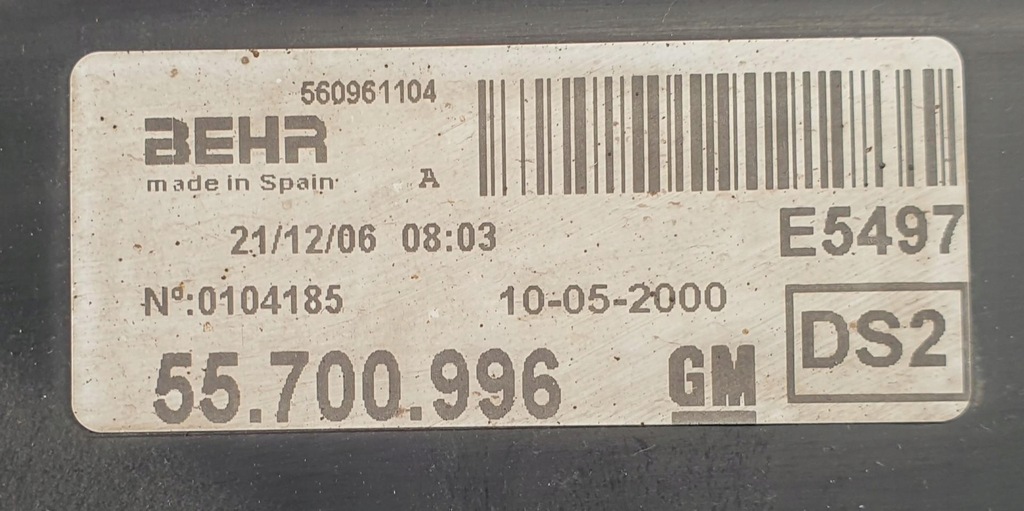 560961104
BEHR
made in Spain A
21/12/06 08:03 E5497
Nº:0104185 10-05-2000
DS2
55.700.996 GM